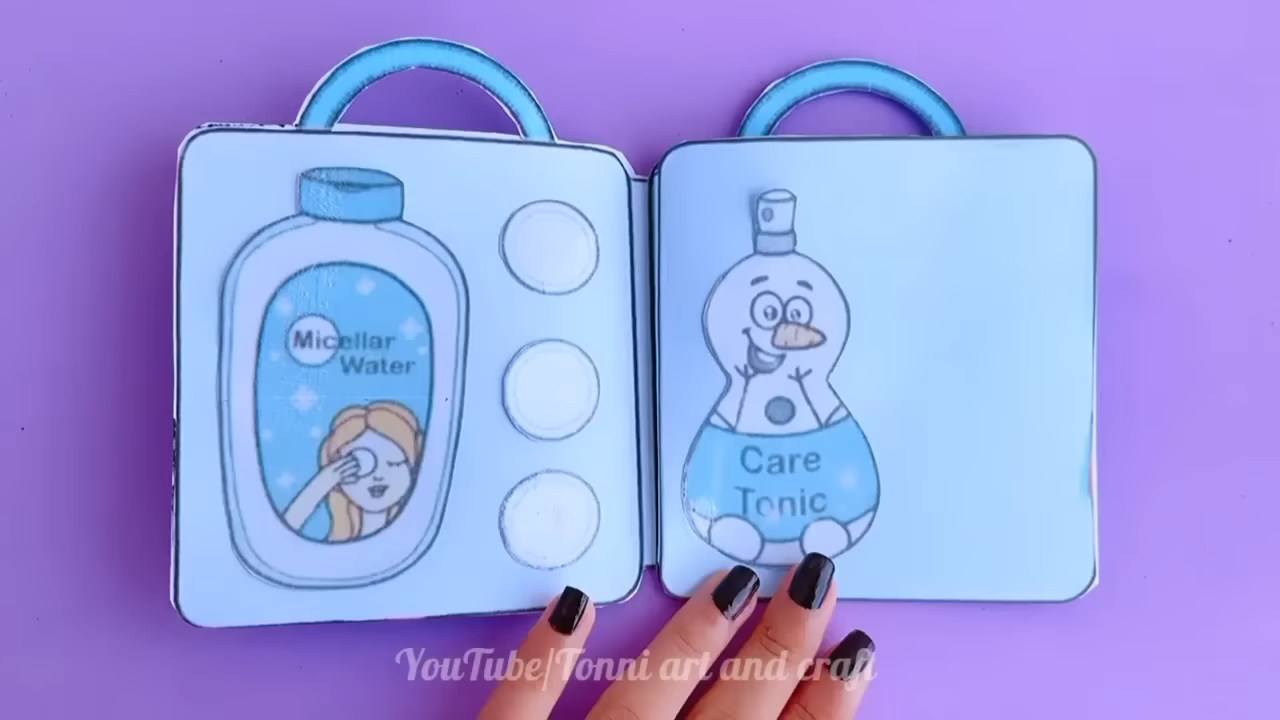 Micellar
Water
Care
Tonic
YouTube/Tonni art and craft